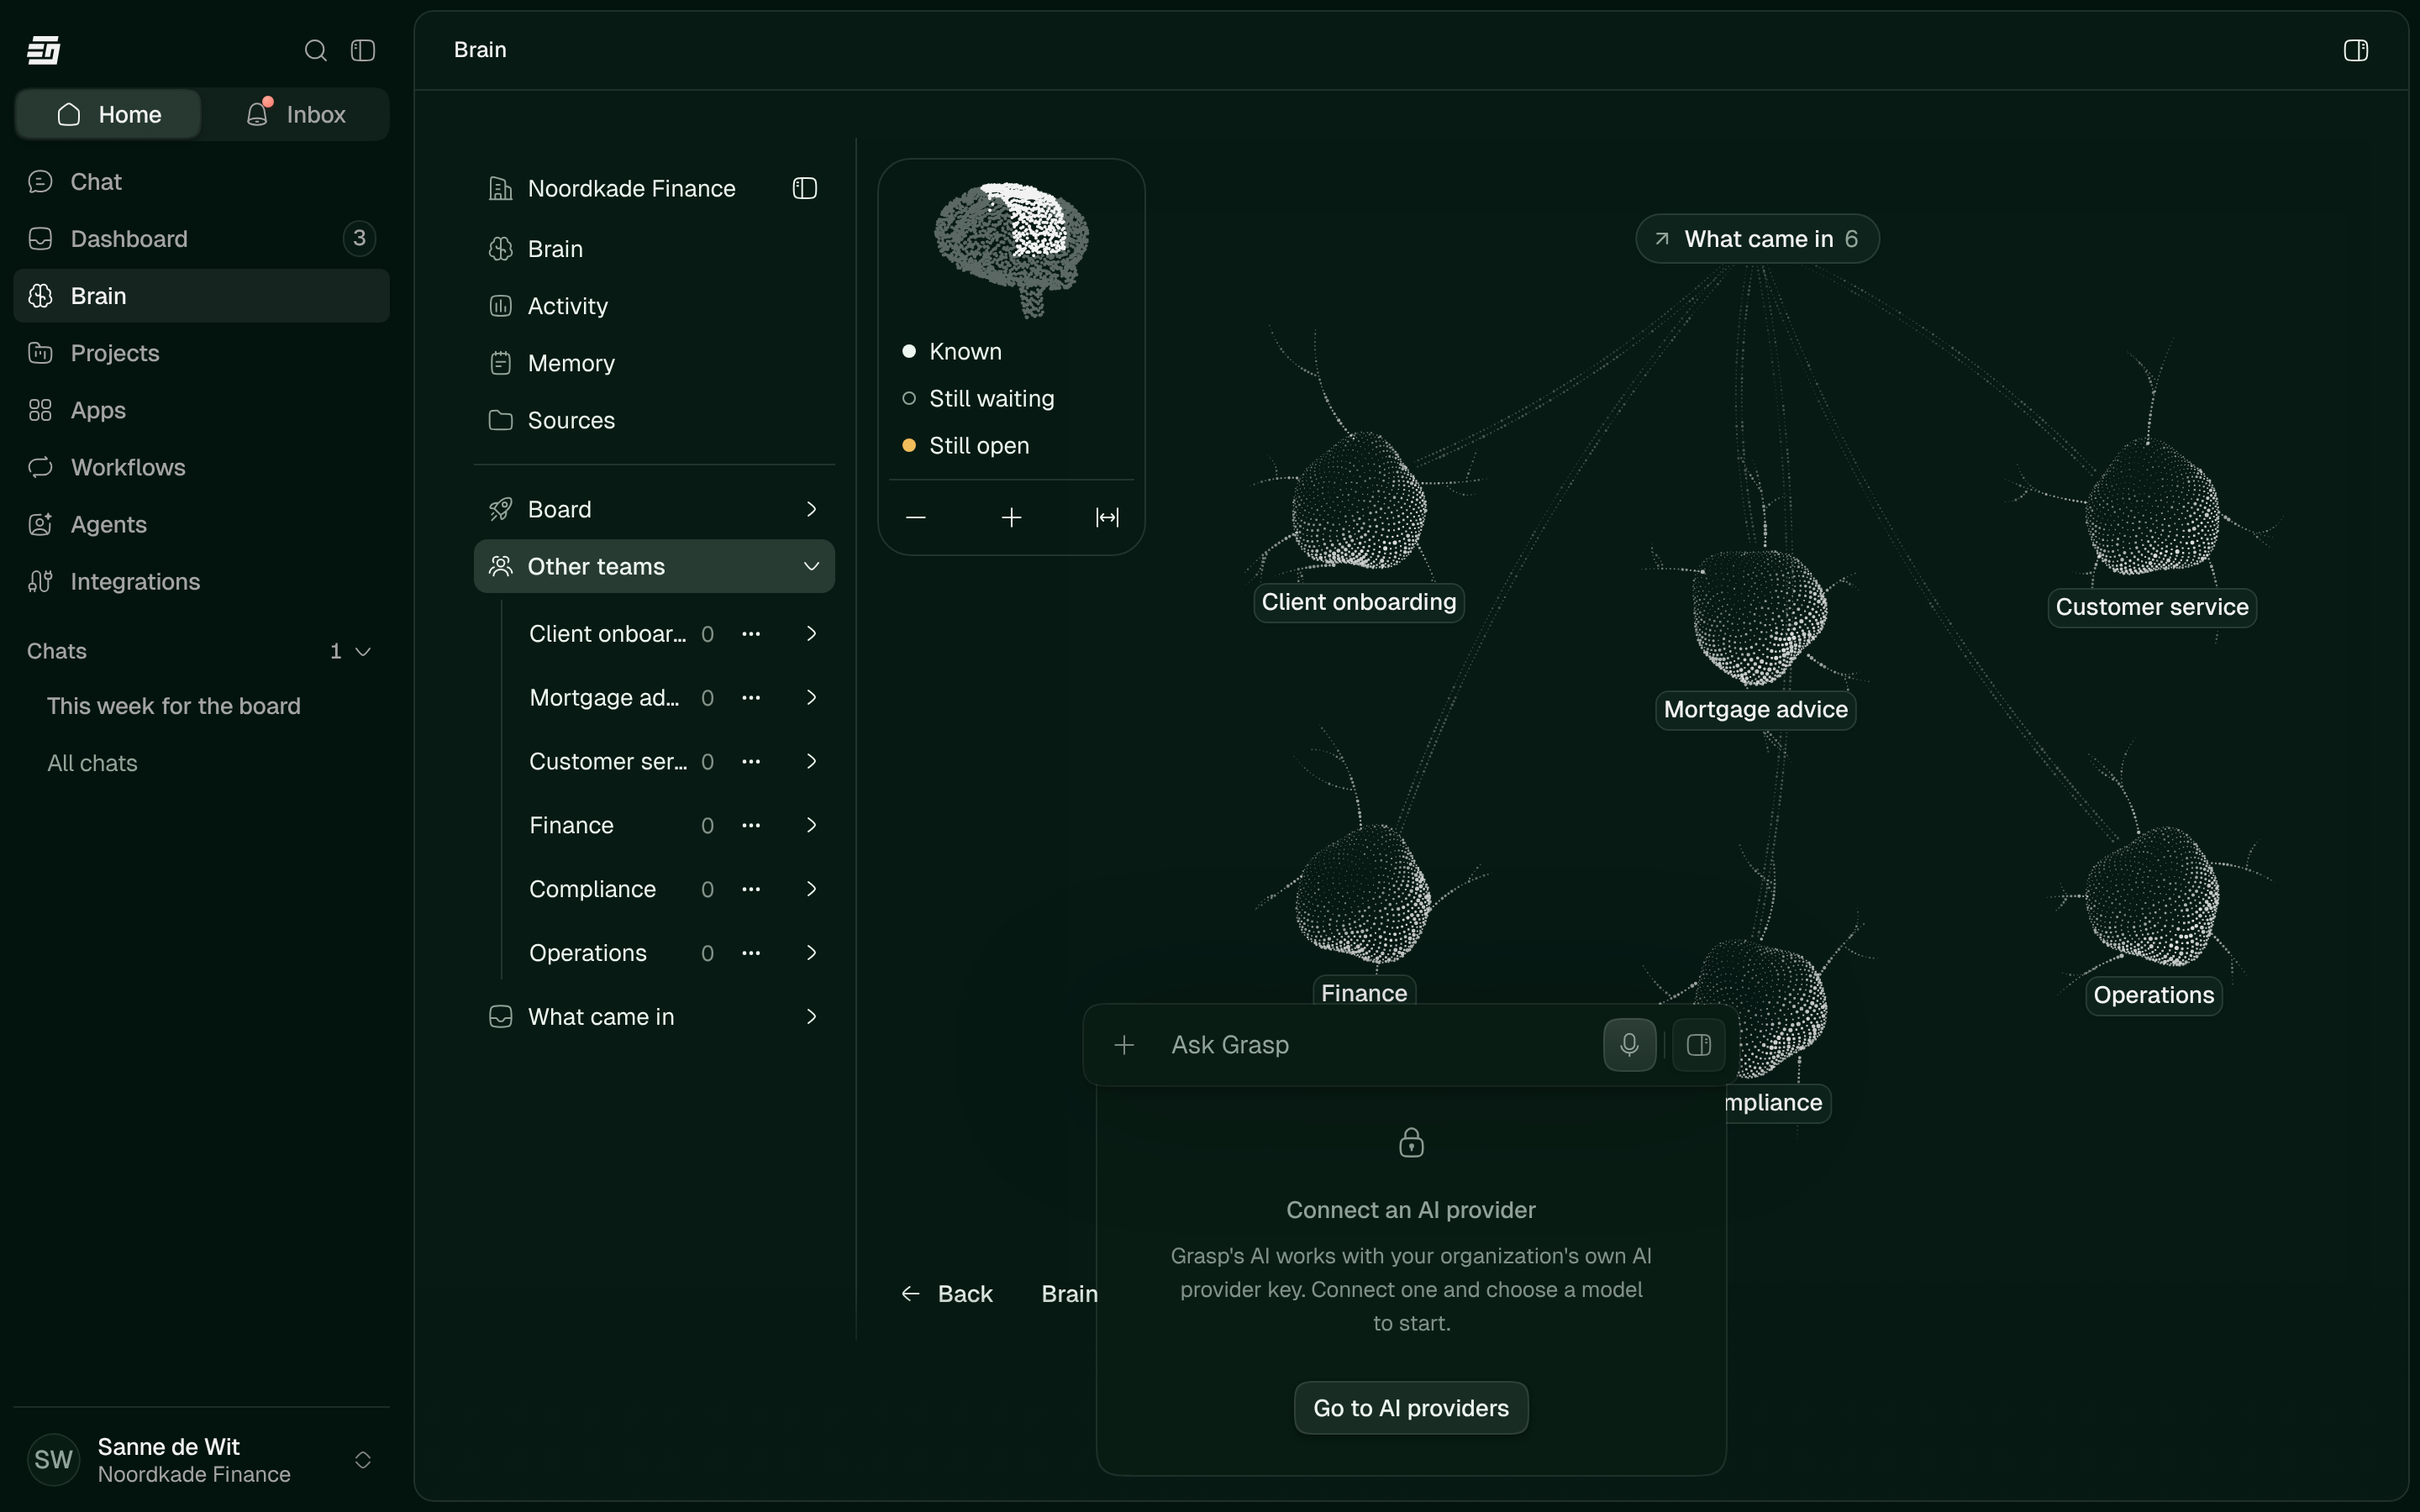 Home
Inbox
Chat
Dashboard
3
Brain
Projects
Apps
Workflows
Agents
Integrations
Chats
1
This week for the board
All chats
SW
Sanne de Wit
Noordkade Finance
Brain
Noordkade Finance
Brain
Activity
Memory
Sources
Board
Other teams
Client onboar... 0
Mortgage ad... 0
Customer ser... 0
Finance 0
Compliance 0
Operations 0
What came in
Known
Still waiting
Still open
What came in 6
Client onboarding
Customer service
Mortgage advice
Finance
Operations
mpliance
Ask Grasp
Connect an AI provider
Grasp's AI works with your organization's own AI
provider key. Connect one and choose a model
to start.
Go to AI providers
Back
Brain